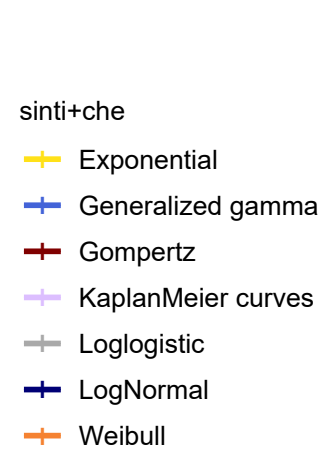 sinti+che
Exponential
Generalized gamma
Gompertz
KaplanMeier curves
Loglogistic
LogNormal
Weibull